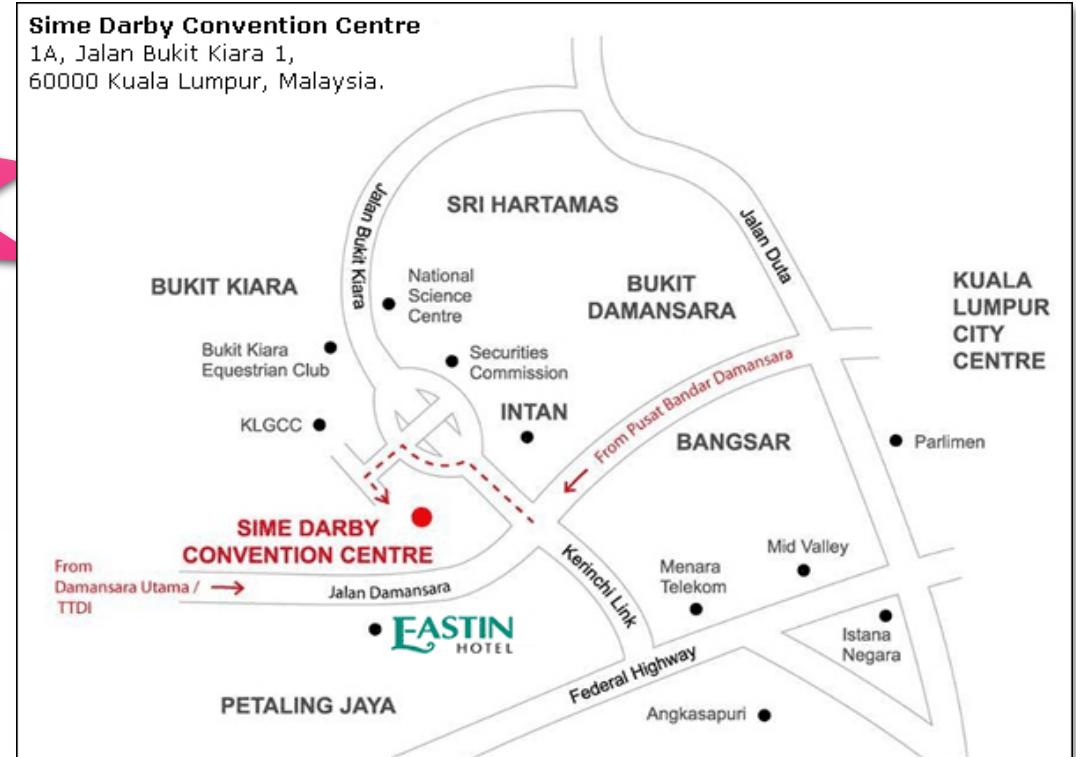 Sime Darby Convention Centre
1A, Jalan Bukit Kiara 1,
60000 Kuala Lumpur, Malaysia.
SRI HARTAMAS
Jalan Bukit Kiara
Jalan Duta
BUKIT KIARA
National
Science
Centre
BUKIT
DAMANSARA
KUALA
LUMPUR
CITY
CENTRE
Bukit Kiara
Equestrian Club
Securities
Commission
From Pusat Bandar Damansara
INTAN
KLGCC
BANGSAR
Parlimen
SIME DARBY
CONVENTION CENTRE
From
Damansara Utama /
TTDI
Jalan Damansara
Kerinchi Link
Mid Valley
Menara
Telekom
EASTIN
HOTEL
Istana
Negara
Federal Highway
PETALING JAYA
Angkasapuri